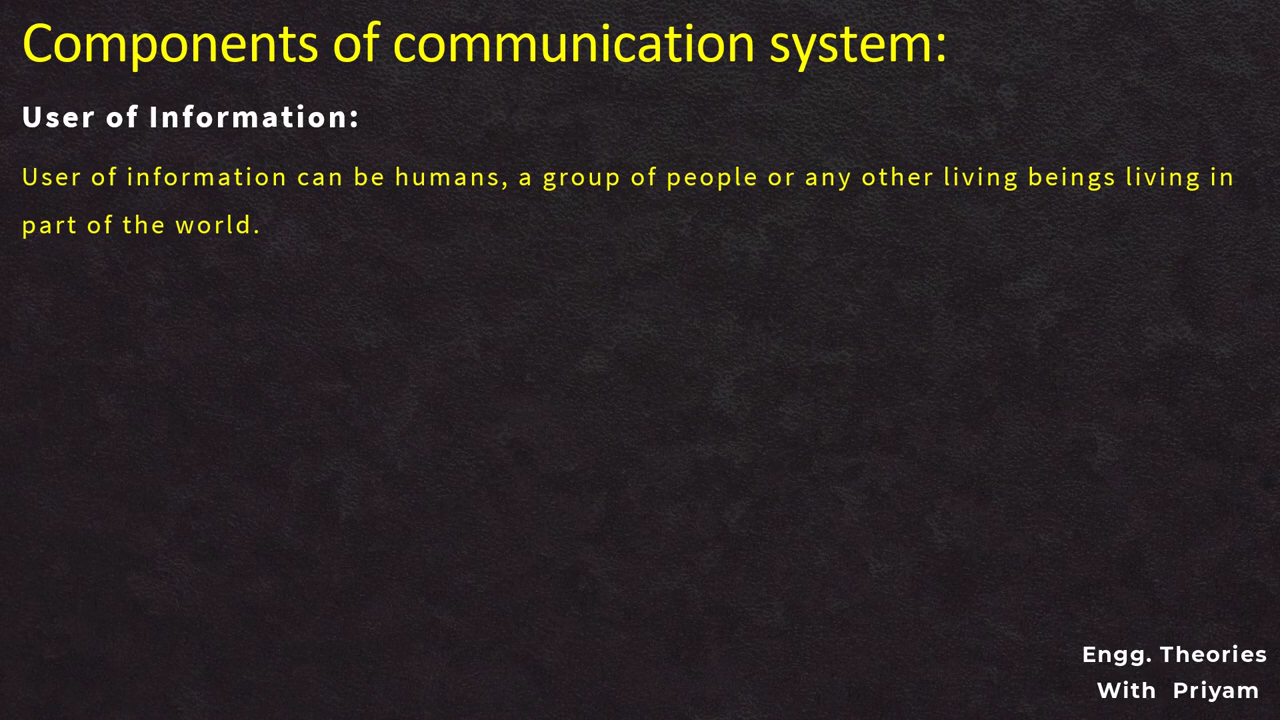 Components of communication system:
User of Information:
User of information can be humans, a group of people or any other living beings living in
part of the world.
Engg. Theories
With Priyam